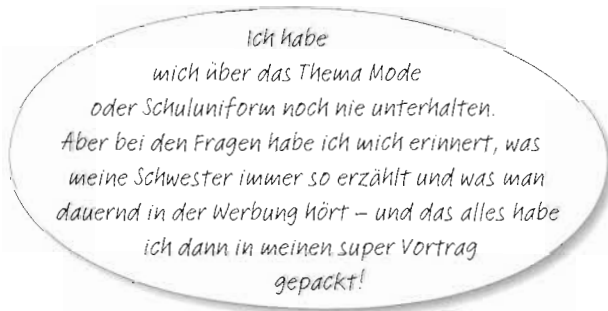 Ich habe
mich über das Thema Mode
oder Schuluniform noch nie unterhalten.
Aber bei den Fragen habe ich mich erinnert, was
meine Schwester immer so erzählt und was man
dauernd in der Werbung hört – und das alles habe
ich dann in meinen super Vortrag
gepackt!